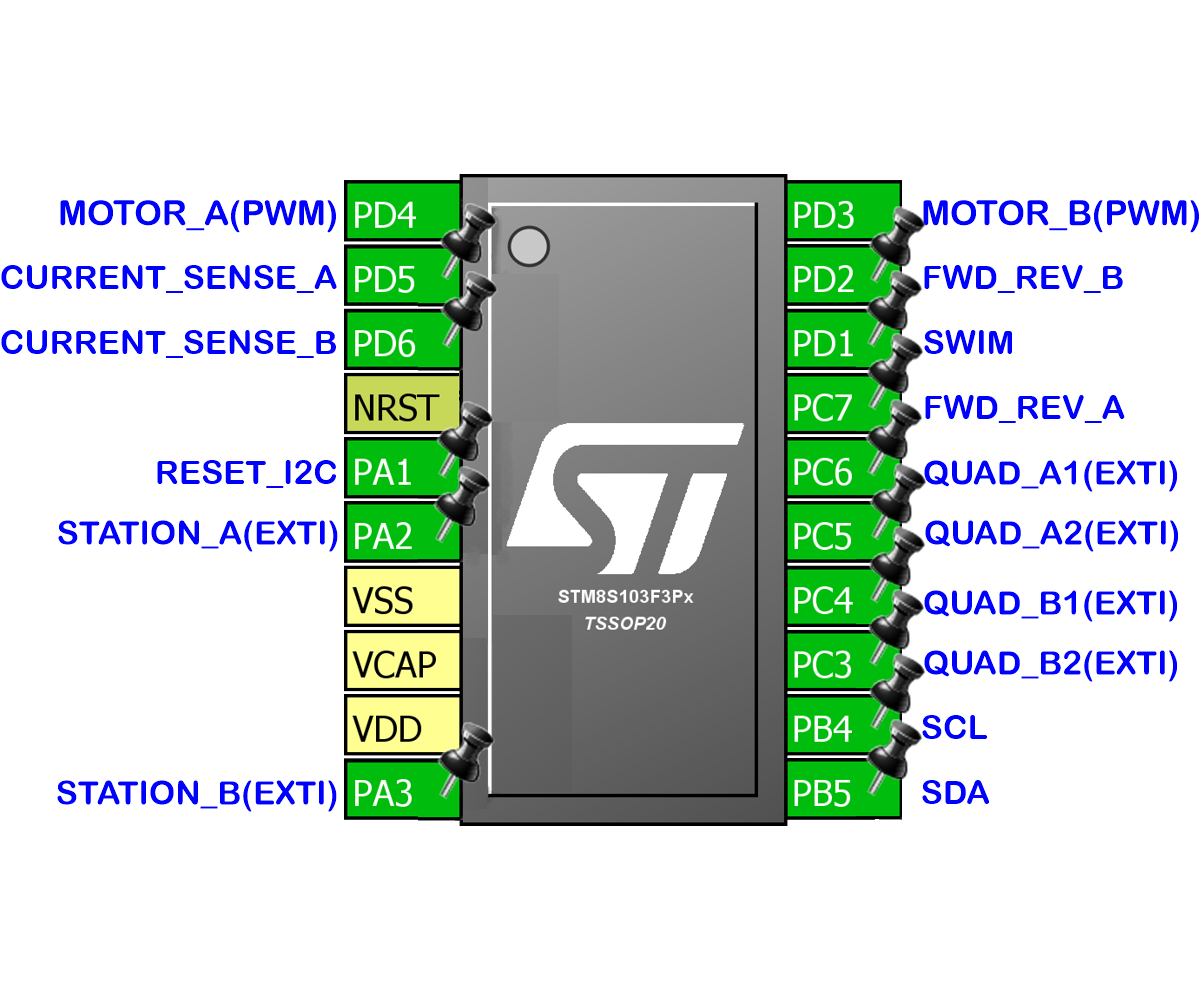 MOTOR_A(PWM) PD4 PD3 MOTOR_B(PWM)
CURRENT_SENSE_A PD5 PD2 FWD_REV_B
CURRENT_SENSE_B PD6 PD1 SWIM
NRST PC7 FWD_REV_A
RESET_I2C PA1 PC6 QUAD_A1(EXTI)
STATION_A(EXTI) PA2 PC5 QUAD_A2(EXTI)
VSS PC4 QUAD_B1(EXTI)
VCAP PC3 QUAD_B2(EXTI)
VDD PB4 SCL
STATION_B(EXTI) PA3 PB5 SDA
ST
STM8S103F3Px
TSSOP20